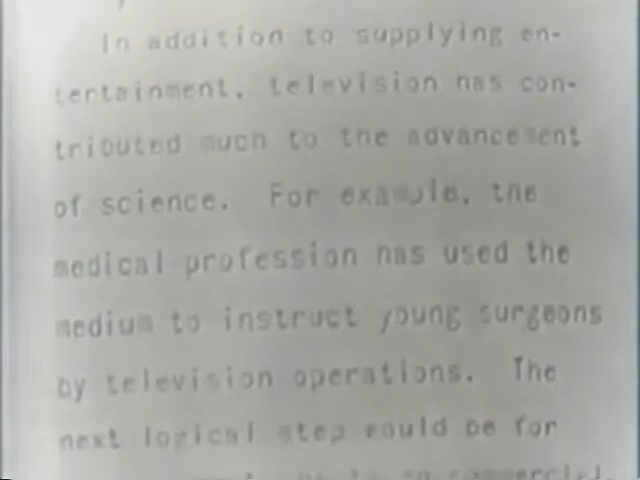 In addition to supplying en-
tertainment, television has con-
tributed much to the advancement
of science. For example, the
medical profession has used the
medium to instruct young surgeons
by television operations. The
next logical step would be for
commercial